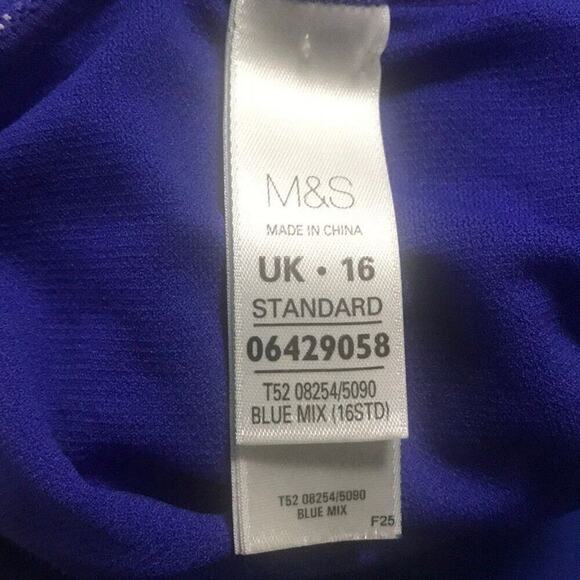 M&S
MADE IN CHINA
UK • 16
STANDARD
06429058
T52 08254/5090
BLUE MIX (16STD)
T52 08254/5090
BLUE MIX
F25